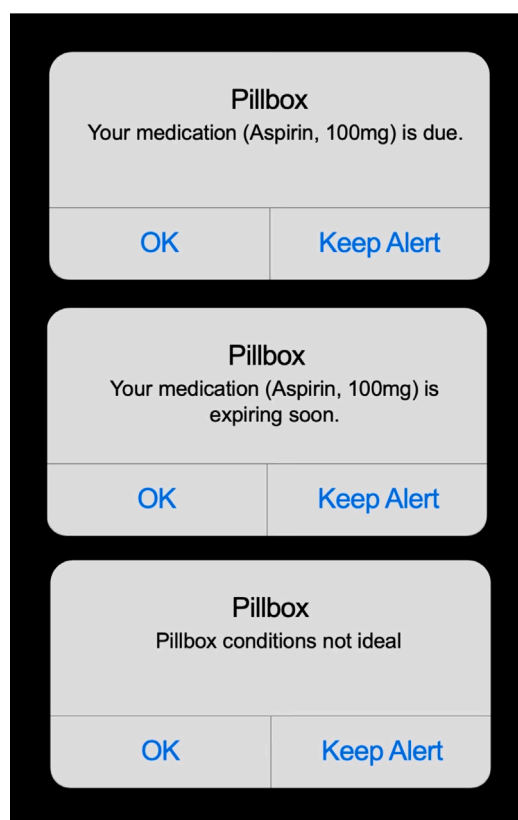 Pillbox
Your medication (Aspirin, 100mg) is due.
OK
Keep Alert
Pillbox
Your medication (Aspirin, 100mg) is
expiring soon.
OK
Keep Alert
Pillbox
Pillbox conditions not ideal
OK
Keep Alert